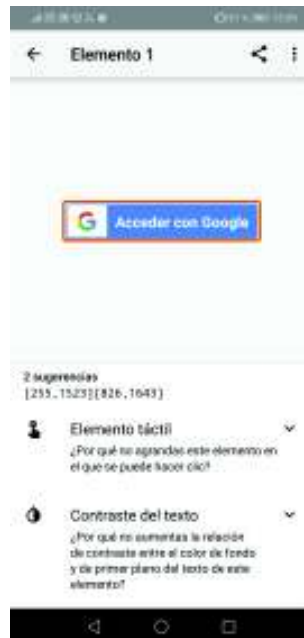 Elemento 1
G Acceder con Google
2 sugerencias
[255,1523][826,1643]
Elemento táctil
¿Por qué no agrandas este elemento en
el que se puede hacer clic?
Contraste del texto
¿Por qué no aumentas la relación
de contraste entre el color de fondo
y de primer plano del texto de este
elemento?